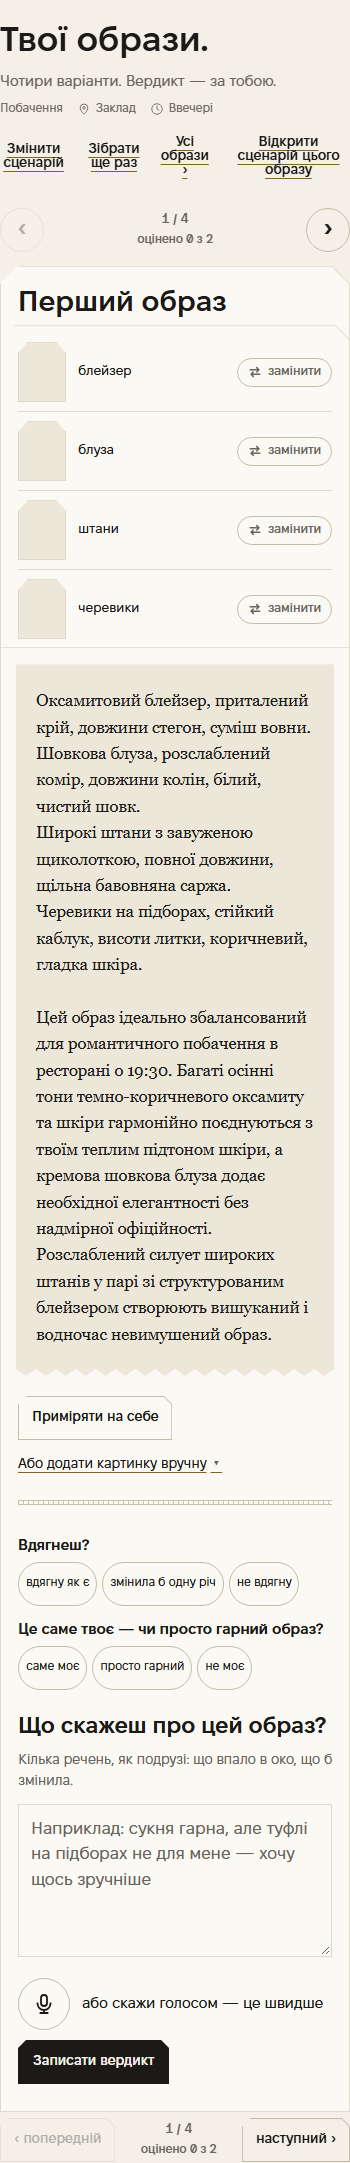 Твої образи.
Чотири варіанти. Вердикт — за тобою.
Побачення Заклад Ввечері
Змінити сценарій
Зібрати ще раз
Усі образи ›
Відкрити сценарій цього образу
‹
1 / 4
оцінено 0 з 2
›
Перший образ
блейзер
замінити
блуза
замінити
штани
замінити
черевики
замінити
Оксамитовий блейзер, приталений
крій, довжини стегон, суміш вовни.
Шовкова блуза, розслаблений
комір, довжини колін, білий,
чистий шовк.
Широкі штани з завуженою
щиколоткою, повної довжини,
щільна бавовняна саржа.
Черевики на підборах, стійкий
каблук, висоти литки, коричневий,
гладка шкіра.
Цей образ ідеально збалансований
для романтичного побачення в
ресторані о 19:30. Багаті осінні
тони темно-коричневого оксамиту
та шкіри гармонійно поєднуються з
твоїм теплим підтоном шкіри, а
кремова шовкова блуза додає
необхідної елегантності без
надмірної офіційності.
Розслаблений силует широких
штанів у парі зі структурованим
блейзером створюють вишуканий і
водночас невимушений образ.
Приміряти на себе
Або додати картинку вручну ▾
Вдягнеш?
вдягну як є
змінила б одну річ
не вдягну
Це саме твоє — чи просто гарний образ?
саме моє
просто гарний
не моє
Що скажеш про цей образ?
Кілька речень, як подрузі: що впало в око, що б
змінила.
Наприклад: сукня гарна, але туфлі
на підборах не для мене — хочу
щось зручніше
або скажи голосом — це швидше
Записати вердикт
‹ попередній
1 / 4
оцінено 0 з 2
наступний ›